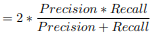 = 2 * Precision * Recall
Precision + Recall